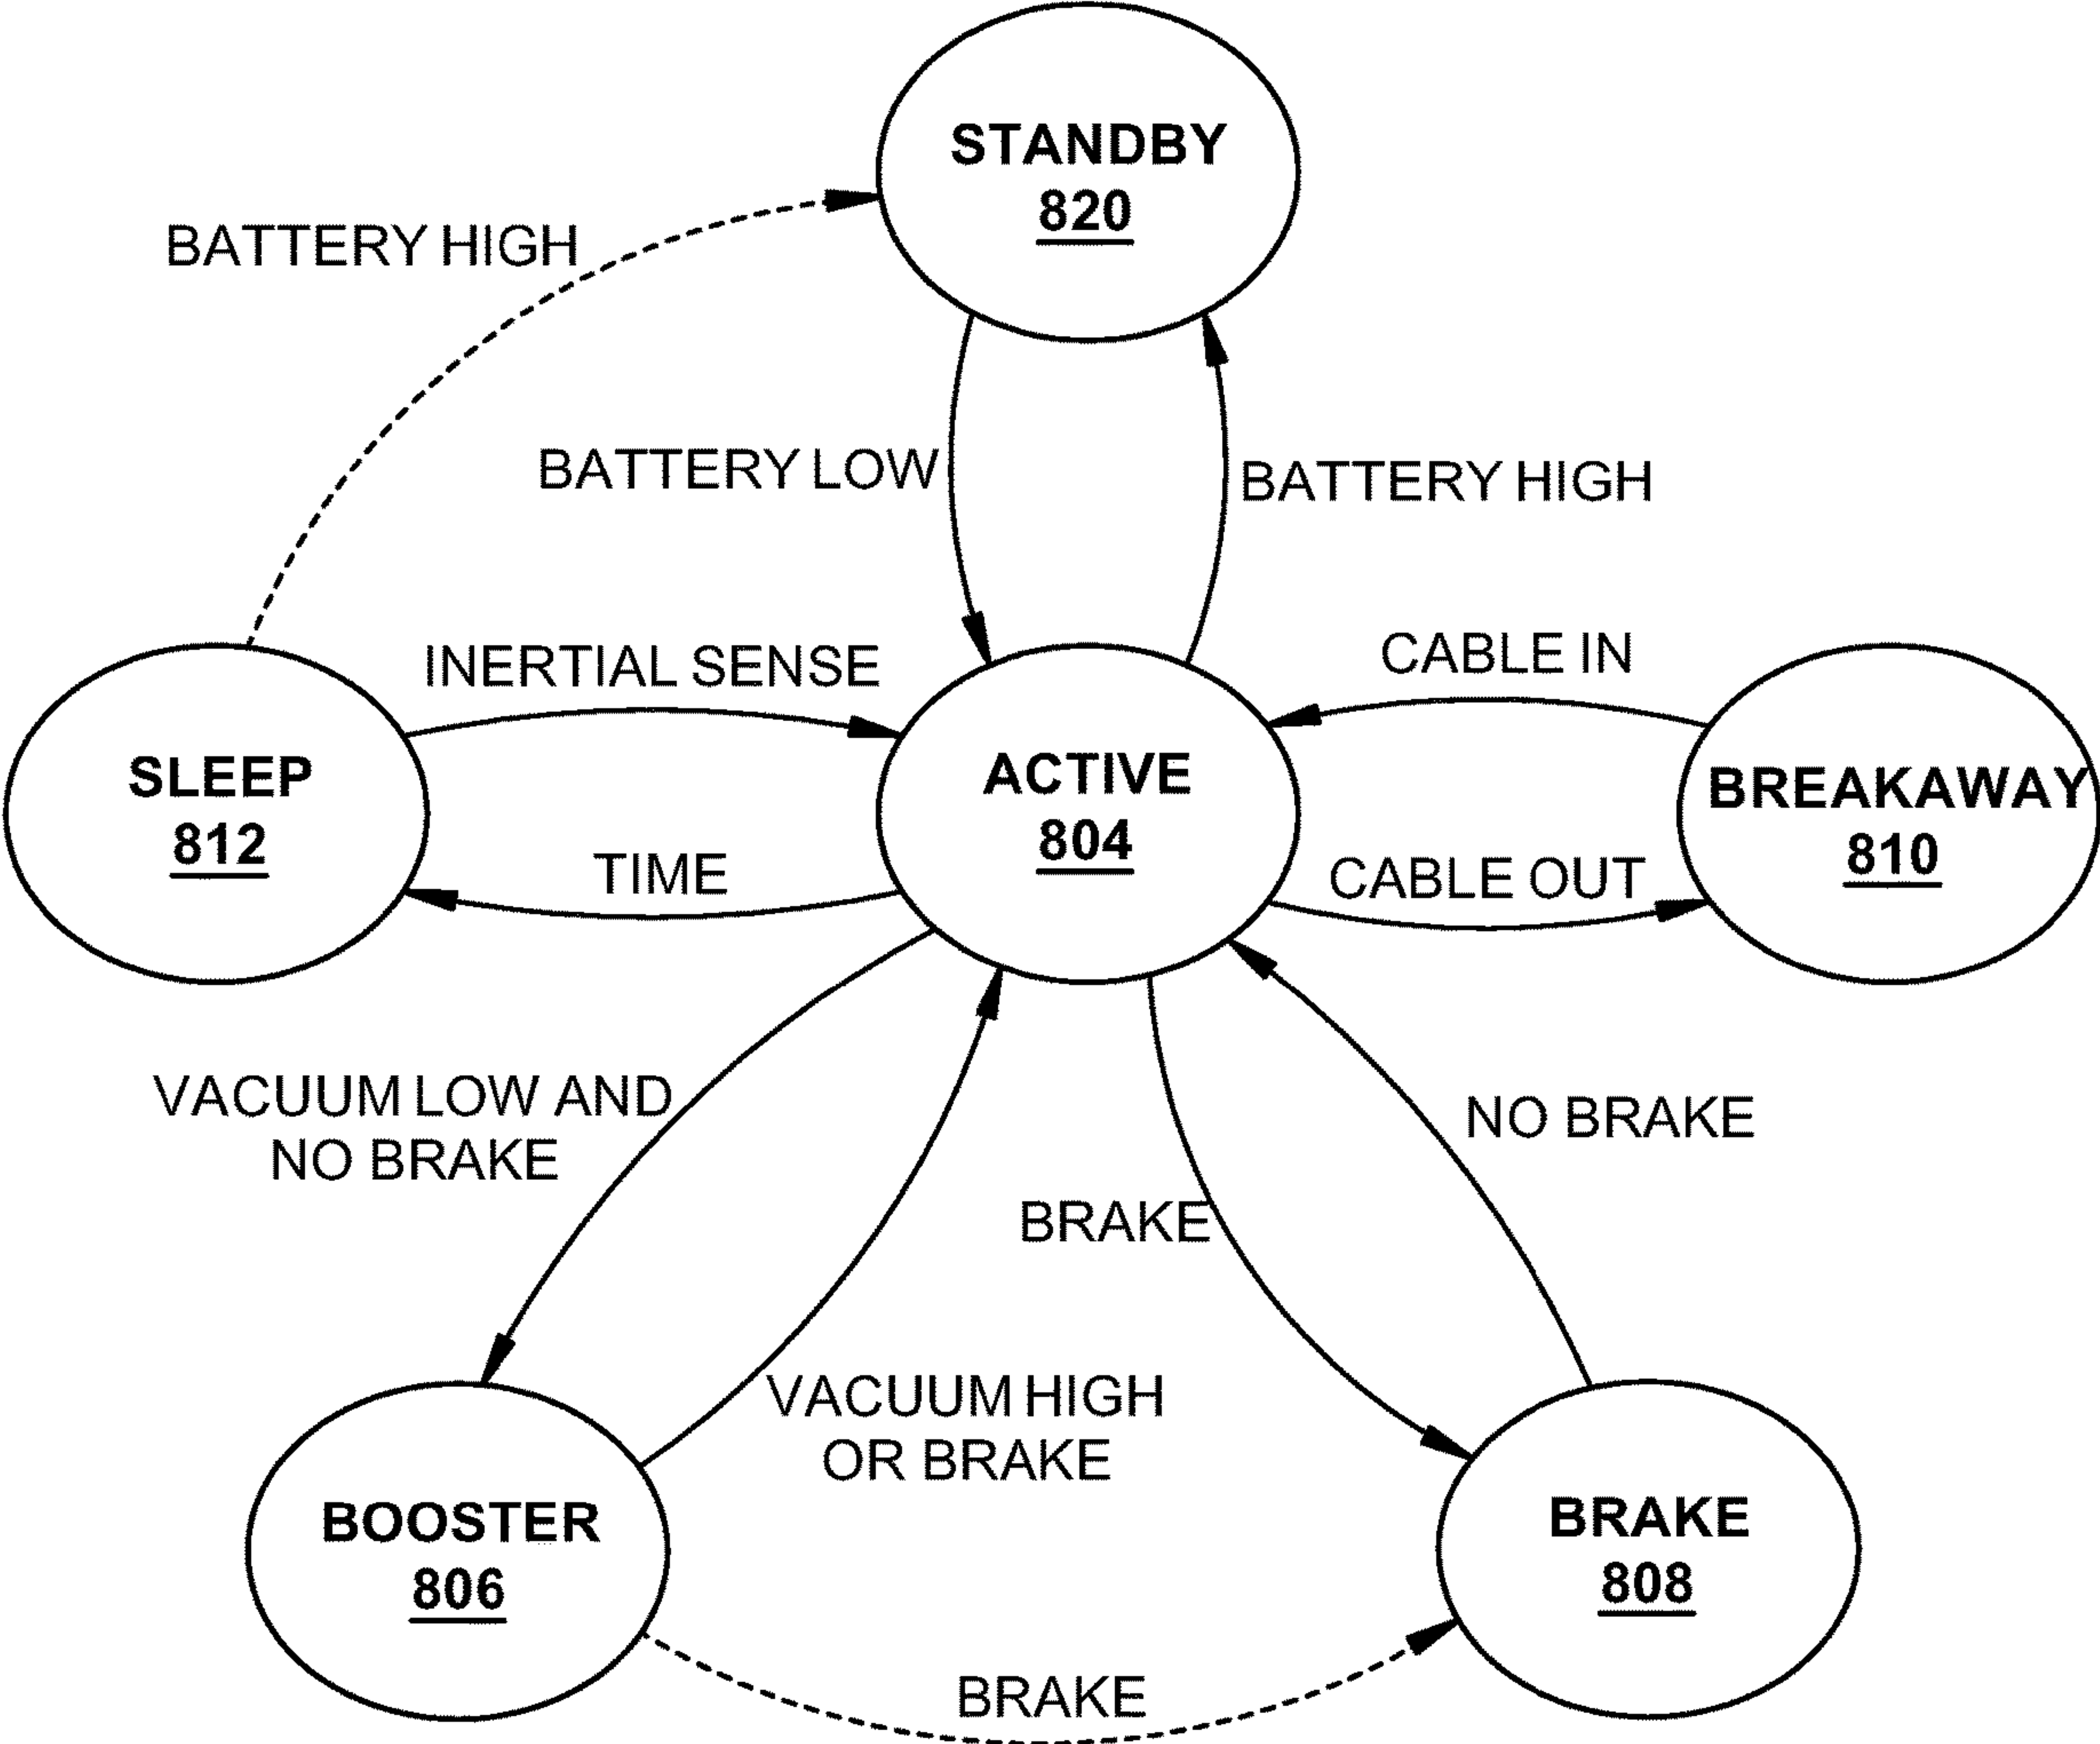 STANDBY
820
BATTERY HIGH
BATTERY LOW
BATTERY HIGH
INERTIAL SENSE
CABLE IN
SLEEP
812
ACTIVE
804
BREAKAWAY
810
TIME
CABLE OUT
VACUUM LOW AND
NO BRAKE
NO BRAKE
BRAKE
VACUUM HIGH
OR BRAKE
BOOSTER
806
BRAKE
808
BRAKE